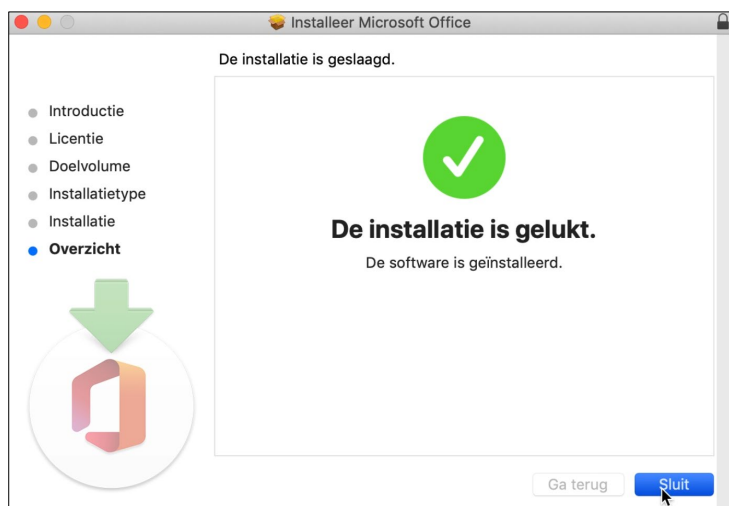 Installeer Microsoft Office
De installatie is geslaagd.
Introductie
Licentie
Doelvolume
Installatietype
Installatie
Overzicht
De installatie is gelukt.
De software is geïnstalleerd.
Ga terug
Sluit